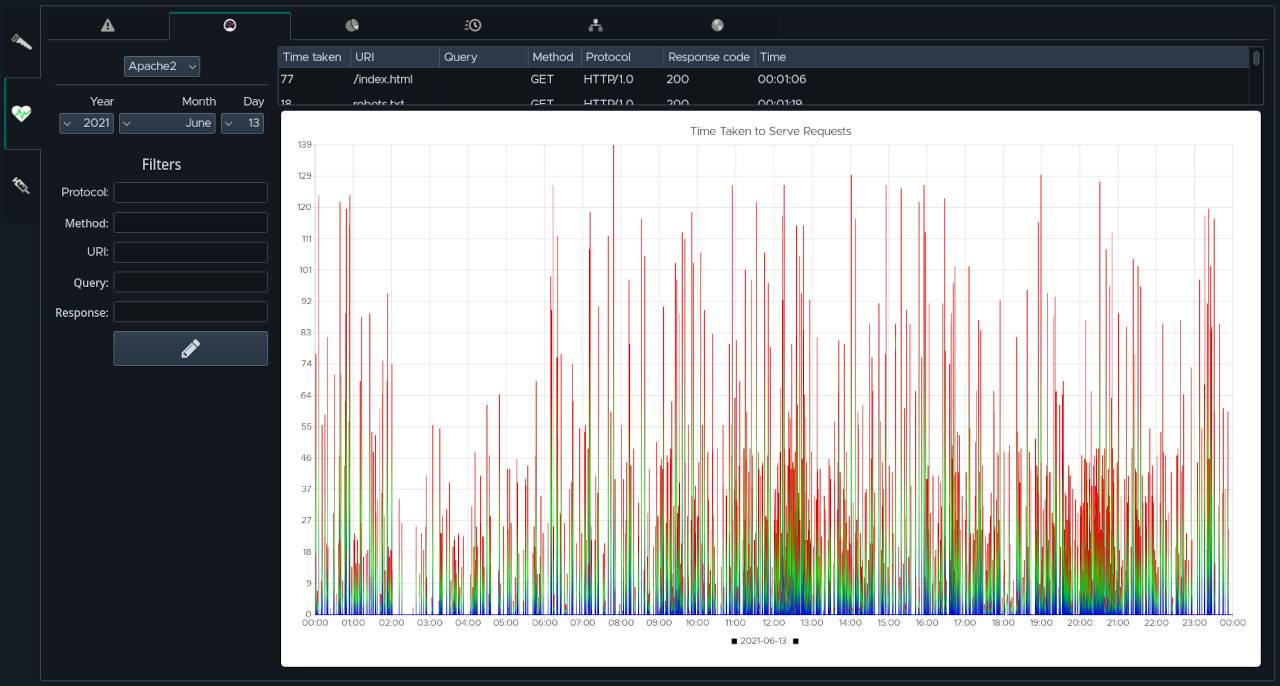 Apache2
Year Month Day
2021 June 13
Filters
Protocol:
Method:
URI:
Query:
Response:
Time taken URI Query Method Protocol Response code Time
77 /index.html GET HTTP/1.0 200 00:01:06
18 robots.txt GET HTTP/1.0 200 00:01:19
Time Taken to Serve Requests
139
129
120
111
101
92
83
74
64
55
46
37
27
18
9
0
00:00 01:00 02:00 03:00 04:00 05:00 06:00 07:00 08:00 09:00 10:00 11:00 12:00 13:00 14:00 15:00 16:00 17:00 18:00 19:00 20:00 21:00 22:00 23:00 00:00
2021-06-13